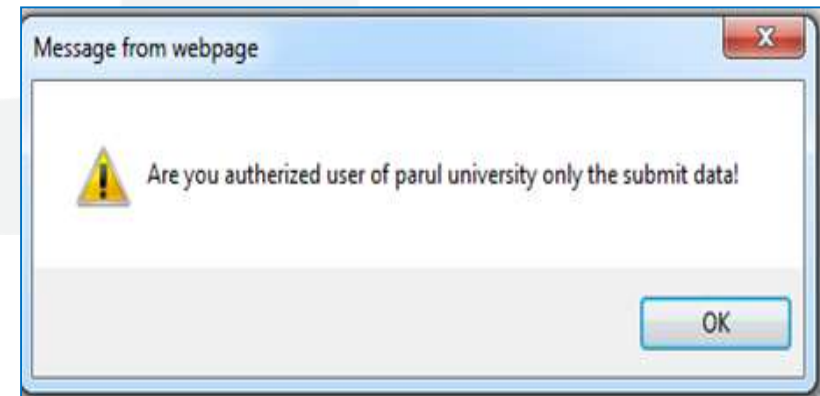 Message from webpage
Are you autherized user of parul university only the submit data!
OK